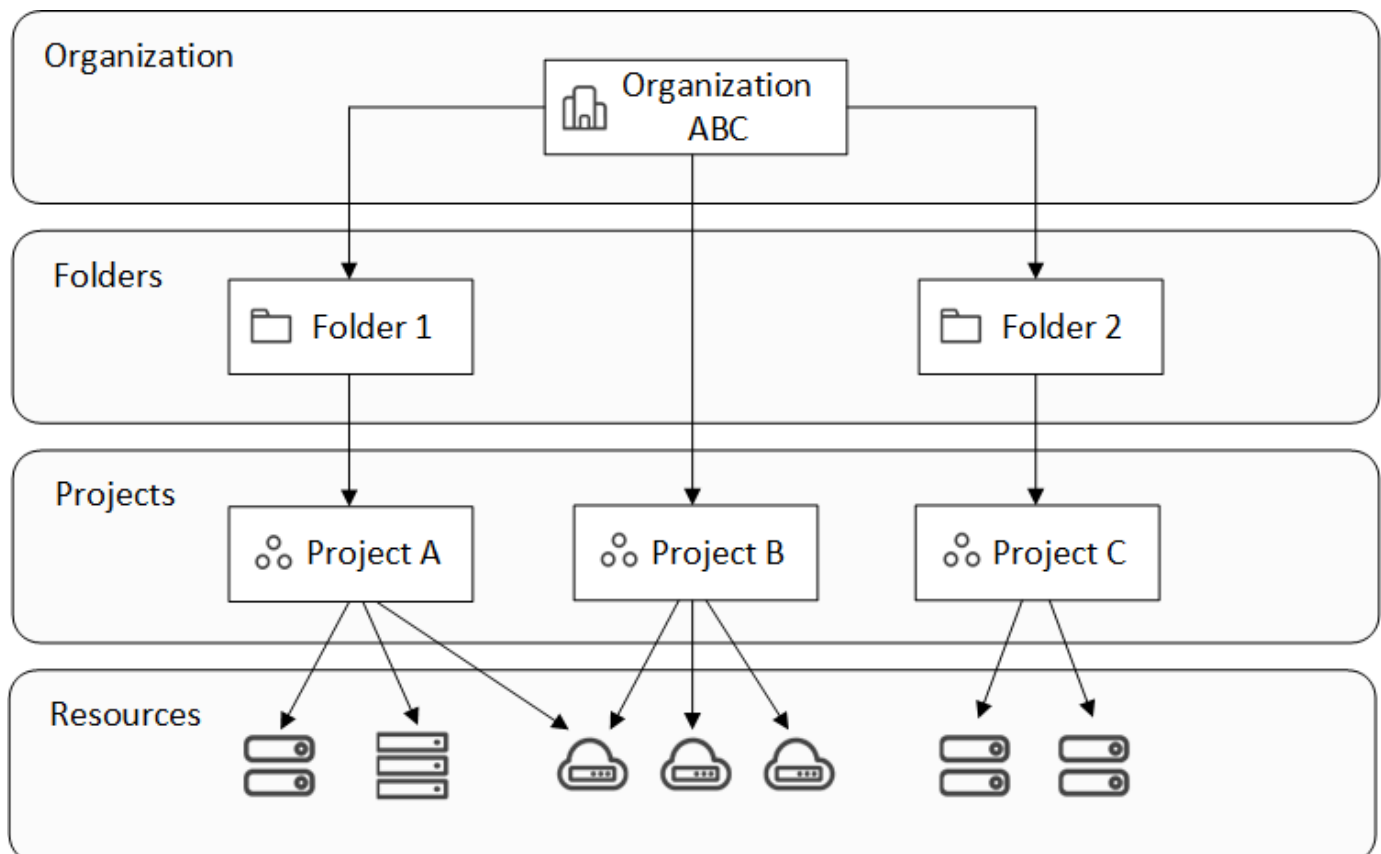 Organization
Organization
ABC
Folders
Folder 1
Folder 2
Projects
Project A
Project B
Project C
Resources